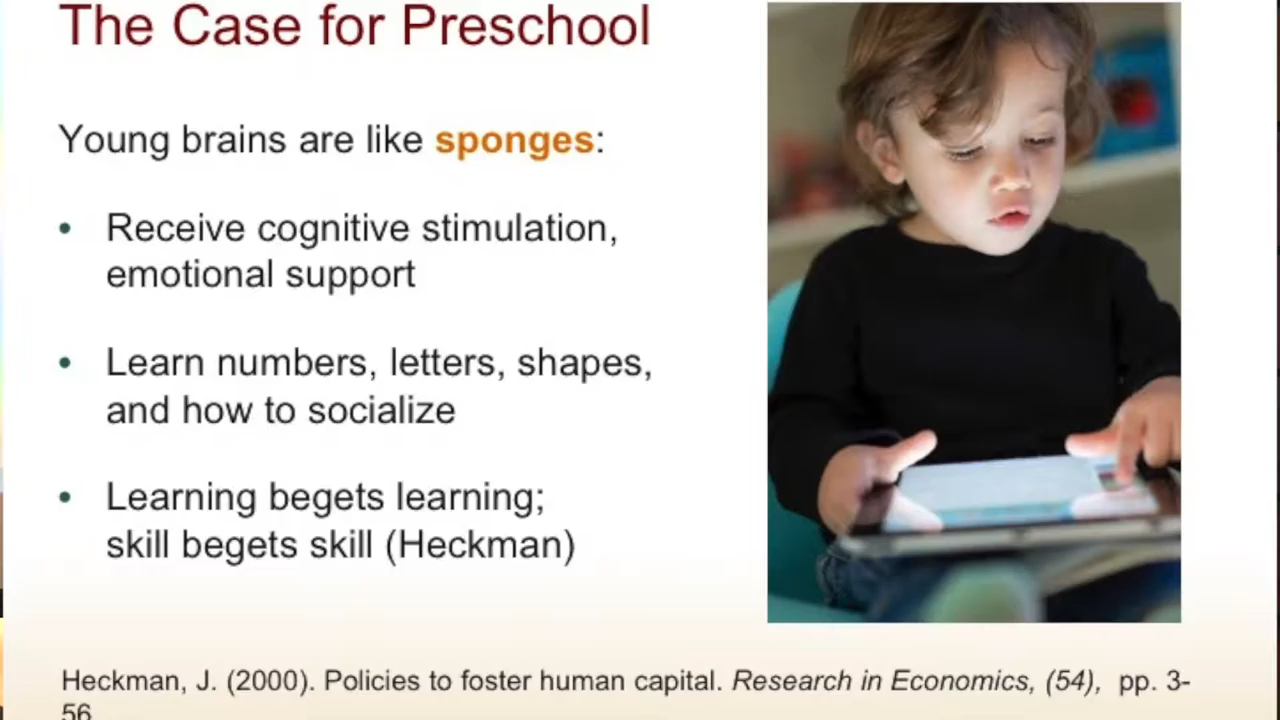 The Case for Preschool
Young brains are like sponges:
• Receive cognitive stimulation,
emotional support
• Learn numbers, letters, shapes,
and how to socialize
• Learning begets learning;
skill begets skill (Heckman)
Heckman, J. (2000). Policies to foster human capital. Research in Economics, (54), pp. 3-
56